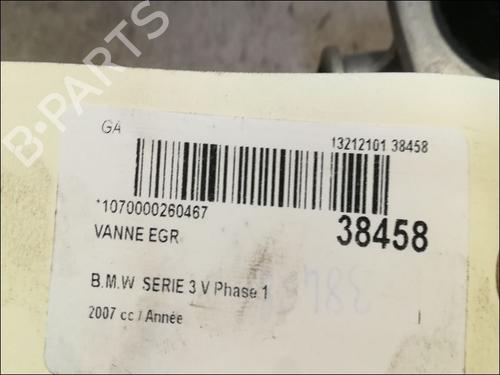 B-PARTS
GA
13212101 38458
*1070000260467
38458
VANNE EGR
B.M.W SERIE 3 V Phase 1
2007 cc / Année